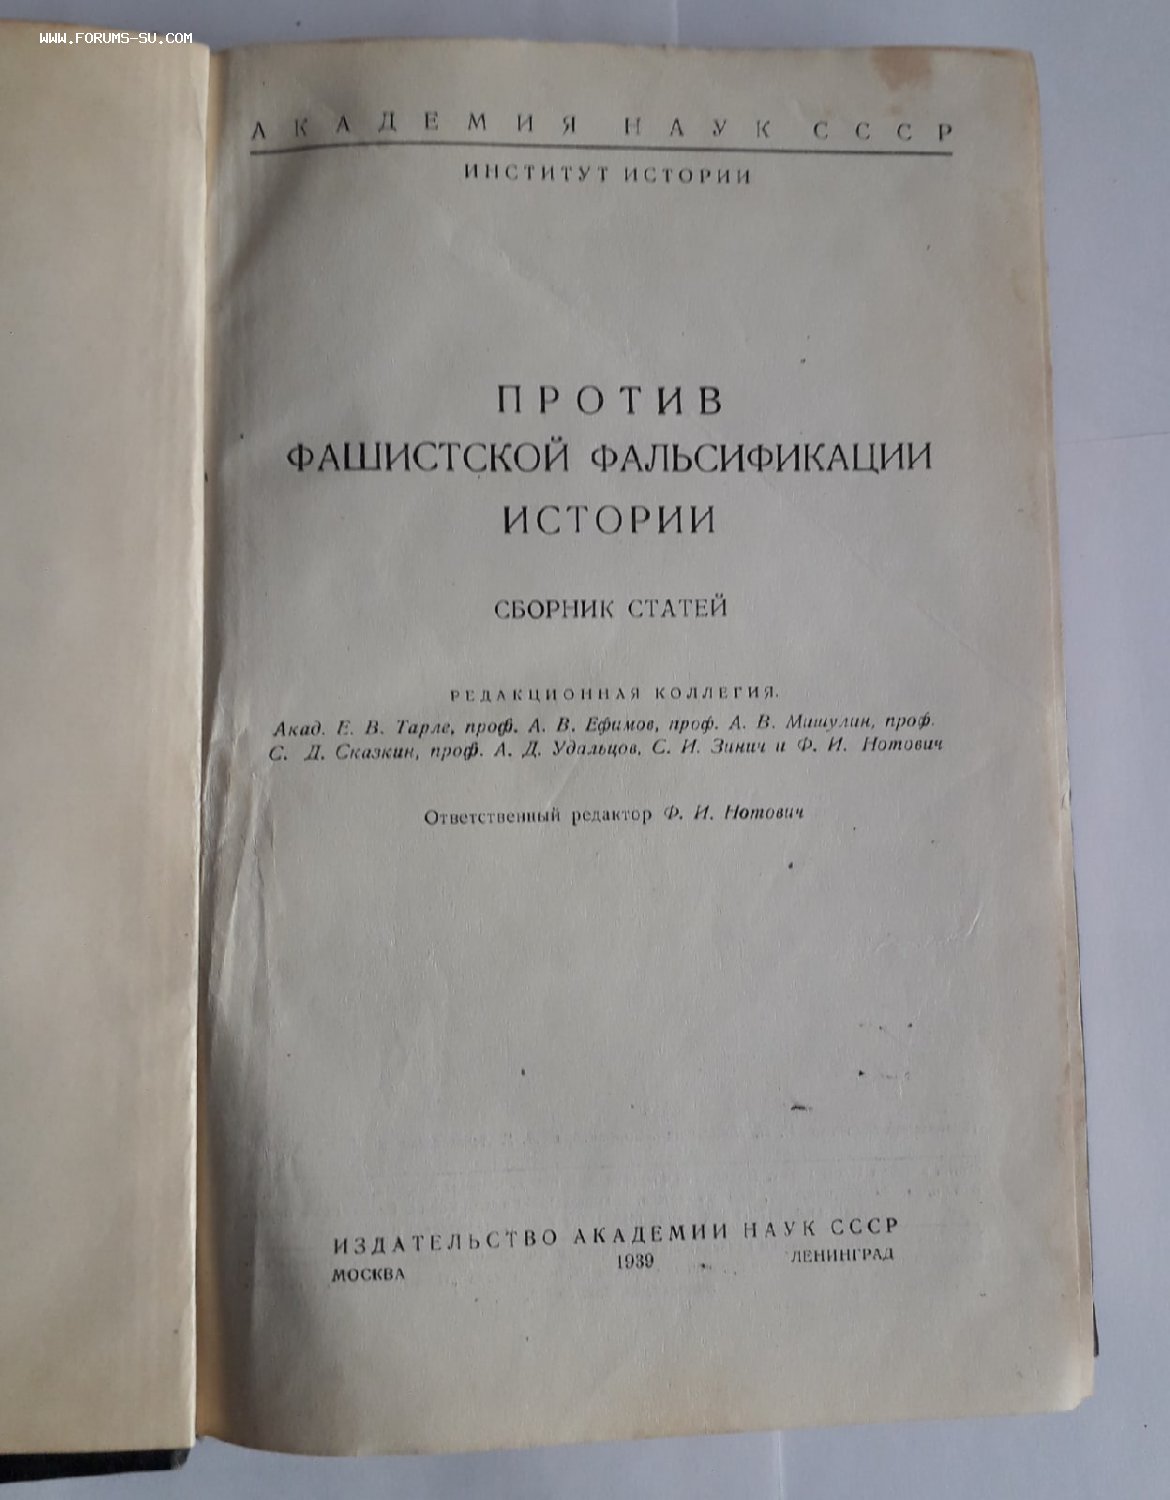 www.forums-su.com
АКАДЕМИЯ НАУК СССР
ИНСТИТУТ ИСТОРИИ
ПРОТИВ
ФАШИСТСКОЙ ФАЛЬСИФИКАЦИИ
ИСТОРИИ
СБОРНИК СТАТЕЙ
РЕДАКЦИОННАЯ КОЛЛЕГИЯ.
Акад. Е. В. Тарле, проф. А. В. Ефимов, проф. А. В. Мишулин, проф.
С. Д. Сказкин, проф. А. Д. Удальцов, С. И. Зинич и Ф. И. Нотович
Ответственный редактор Ф. И. Нотович
ИЗДАТЕЛЬСТВО АКАДЕМИИ НАУК СССР
МОСКВА 1939 ЛЕНИНГРАД